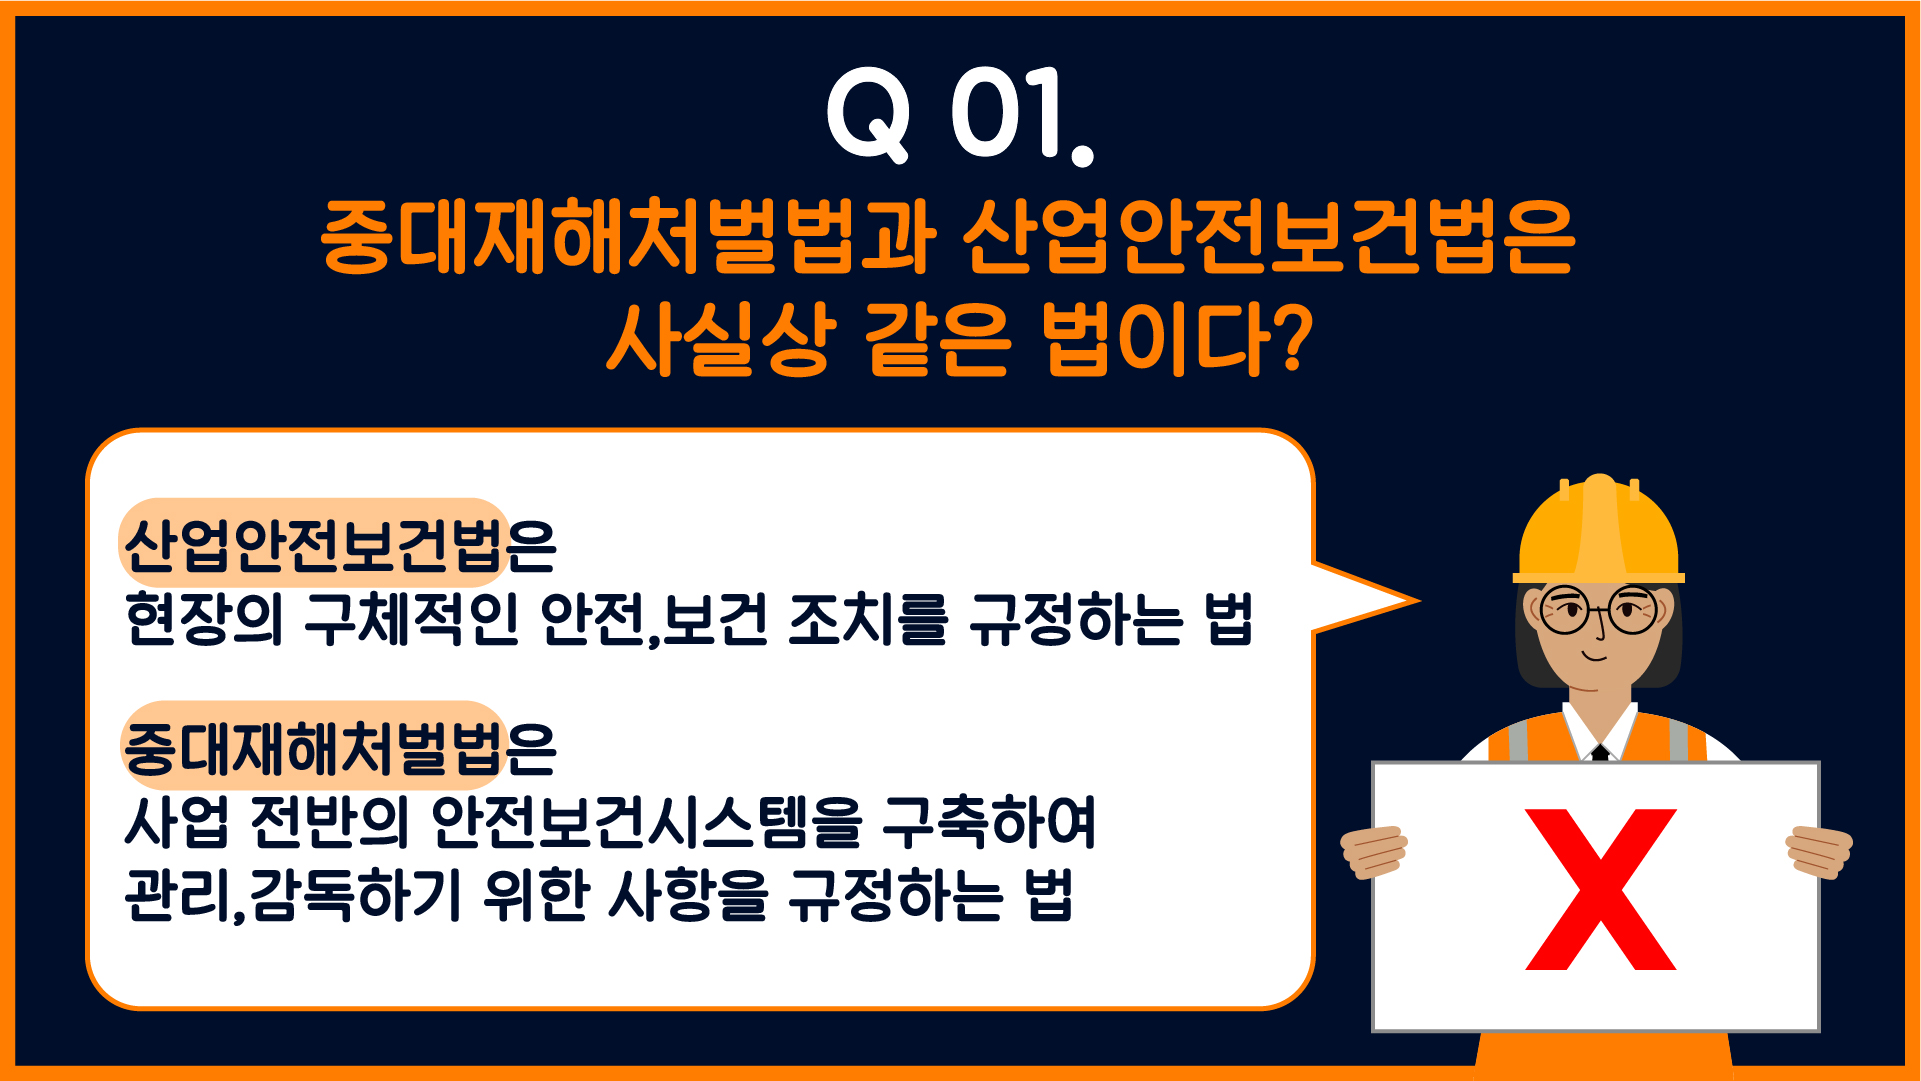 Q 01.
중대재해처벌법과 산업안전보건법은
사실상 같은 법이다?
산업안전보건법은
현장의 구체적인 안전,보건 조치를 규정하는 법
중대재해처벌법은
사업 전반의 안전보건시스템을 구축하여
관리,감독하기 위한 사항을 규정하는 법
X